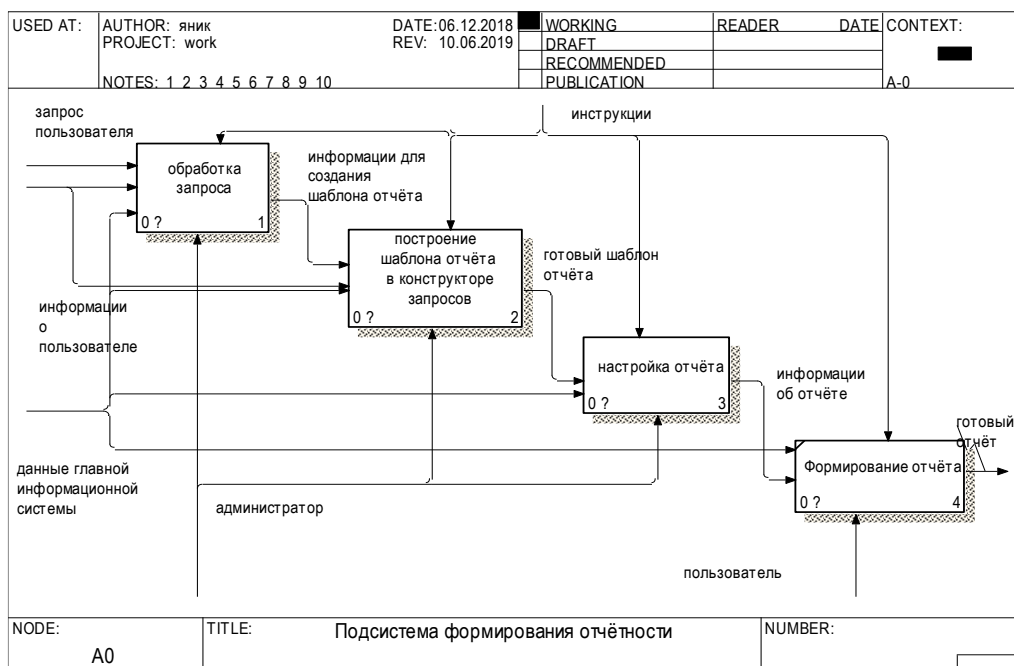 USED AT:
AUTHOR: яник
DATE: 06.12.2018
WORKING
READER
DATE
CONTEXT:
PROJECT: work
REV: 10.06.2019
DRAFT
RECOMMENDED
NOTES: 1 2 3 4 5 6 7 8 9 10
PUBLICATION
A-0
запрос
пользователя
инструкции
обработка
запроса
0 ?
1
информации для
создания
шаблона отчёта
построение
шаблона отчёта
в конструкторе
запросов
0 ?
2
готовый шаблон
отчёта
информации
о
пользователе
настройка отчёта
0 ?
3
информации
об отчёте
готовый
отчёт
Формирование отчёта
0 ?
4
данные главной
информационной
системы
администратор
пользователь
NODE:
A0
TITLE:
Подсистема формирования отчётности
NUMBER: